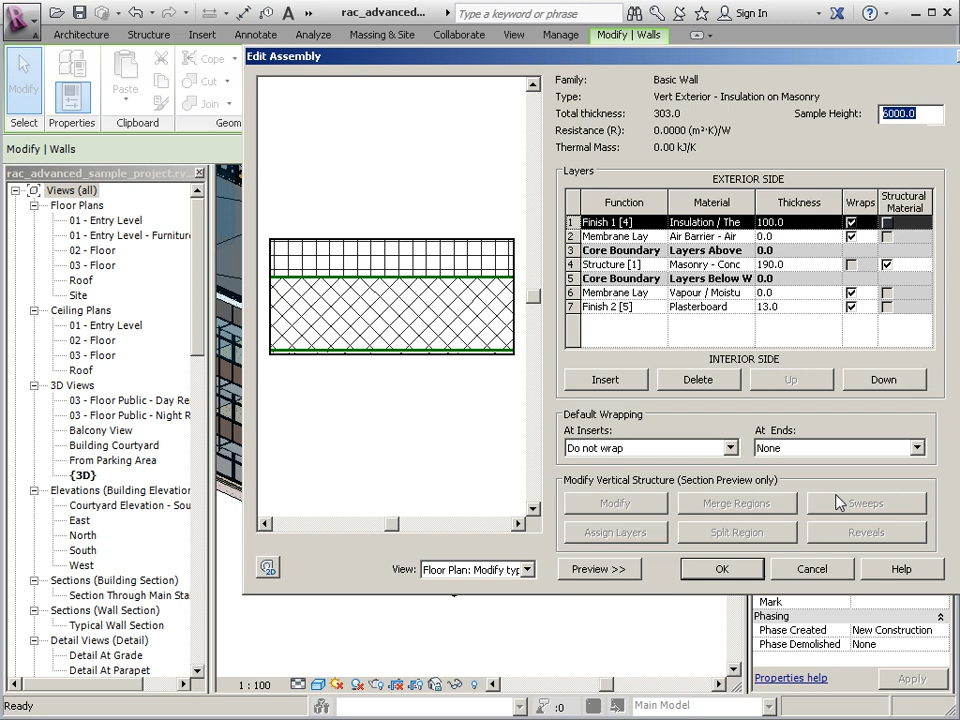 rac_advanced...
Type a keyword or phrase
Sign In
Architecture
Structure
Insert
Annotate
Analyze
Massing & Site
Collaborate
View
Manage
Modify | Walls
Modify
Select
Properties
Paste
Clipboard
Cope
Cut
Join
Geom
Modify | Walls
rac_advanced_sample_project.rv...
Views (all)
Floor Plans
01 - Entry Level
01 - Entry Level - Furniture
02 - Floor
03 - Floor
Roof
Site
Ceiling Plans
01 - Entry Level
02 - Floor
03 - Floor
Roof
3D Views
03 - Floor Public - Day Re
03 - Floor Public - Night R
Balcony View
Building Courtyard
From Parking Area
{3D}
Elevations (Building Elevation
Courtyard Elevation - Sou
East
North
South
West
Sections (Building Section)
Section Through Main Sta
Sections (Wall Section)
Typical Wall Section
Detail Views (Detail)
Detail At Grade
Detail At Parapet
Edit Assembly
Family: Basic Wall
Type: Vert Exterior - Insulation on Masonry
Total thickness: 303.0 Sample Height: 6000.0
Resistance (R): 0.0000 (m²·K)/W
Thermal Mass: 0.00 kJ/K
Layers
EXTERIOR SIDE
Function Material Thickness Wraps Structural Material
1 Finish 1 [4] Insulation / The 100.0
2 Membrane Lay Air Barrier - Air 0.0
3 Core Boundary Layers Above 0.0
4 Structure [1] Masonry - Conc 190.0
5 Core Boundary Layers Below W 0.0
6 Membrane Lay Vapour / Moistu 0.0
7 Finish 2 [5] Plasterboard 13.0
INTERIOR SIDE
Insert Delete Up Down
Default Wrapping
At Inserts: At Ends:
Do not wrap None
Modify Vertical Structure (Section Preview only)
Modify Merge Regions Sweeps
Assign Layers Split Region Reveals
2D
View: Floor Plan: Modify typ
Preview >> OK Cancel Help
Mark
Phasing
Phase Created New Construction
Phase Demolished None
Properties help Apply
1 : 100
Ready
:0
Main Model